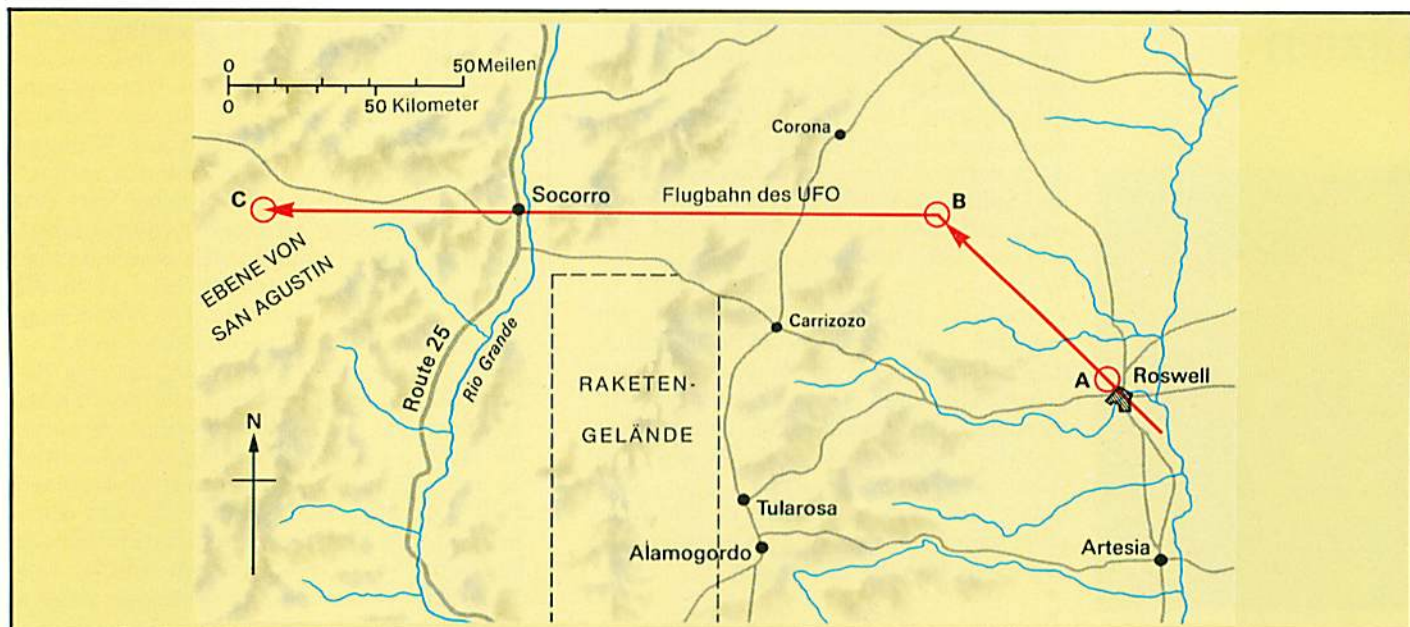 0 50 Meilen
0 50 Kilometer
Corona
C
Socorro
Flugbahn des UFO
B
EBENE VON
SAN AGUSTIN
Route 25
Rio Grande
Carrizozo
RAKETEN-
GELÄNDE
A
Roswell
N
Tularosa
Alamogordo
Artesia